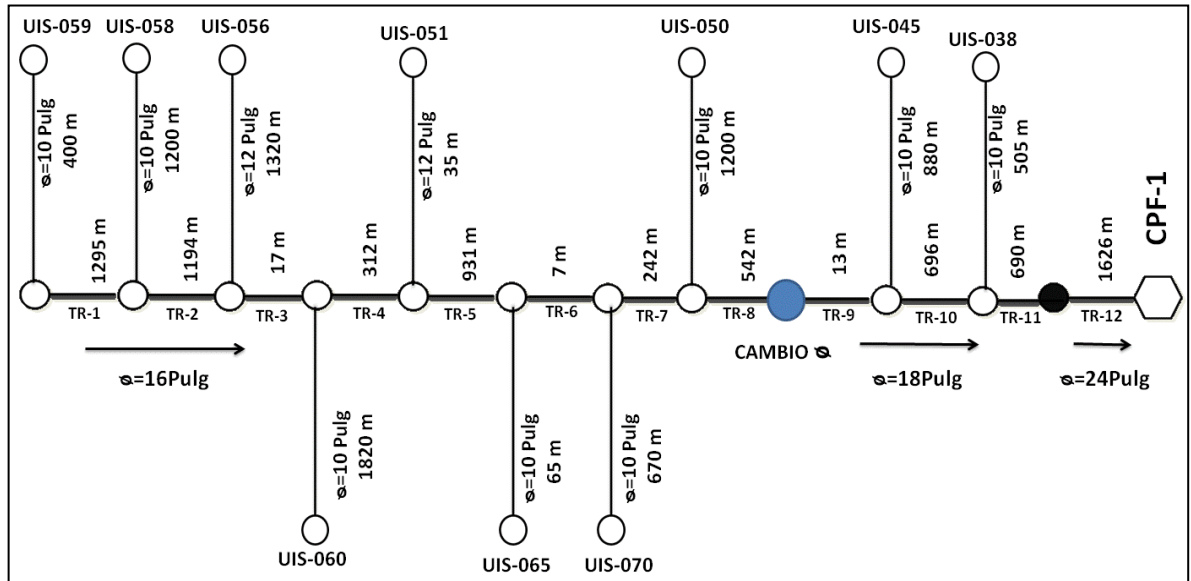 UIS-059
UIS-058
UIS-056
UIS-051
UIS-050
UIS-045
UIS-038
ø=10 Pulg
400 m
ø=10 Pulg
1200 m
ø=12 Pulg
1320 m
ø=12 Pulg
35 m
ø=10 Pulg
1200 m
ø=10 Pulg
880 m
ø=10 Pulg
505 m
CPF-1
1295 m
1194 m
17 m
312 m
931 m
7 m
242 m
542 m
13 m
696 m
690 m
1626 m
TR-1
TR-2
TR-3
TR-4
TR-5
TR-6
TR-7
TR-8
TR-9
TR-10
TR-11
TR-12
CAMBIO ø
ø=16Pulg
ø=18Pulg
ø=24Pulg
ø=10 Pulg
1820 m
ø=10 Pulg
65 m
ø=10 Pulg
670 m
UIS-060
UIS-065
UIS-070